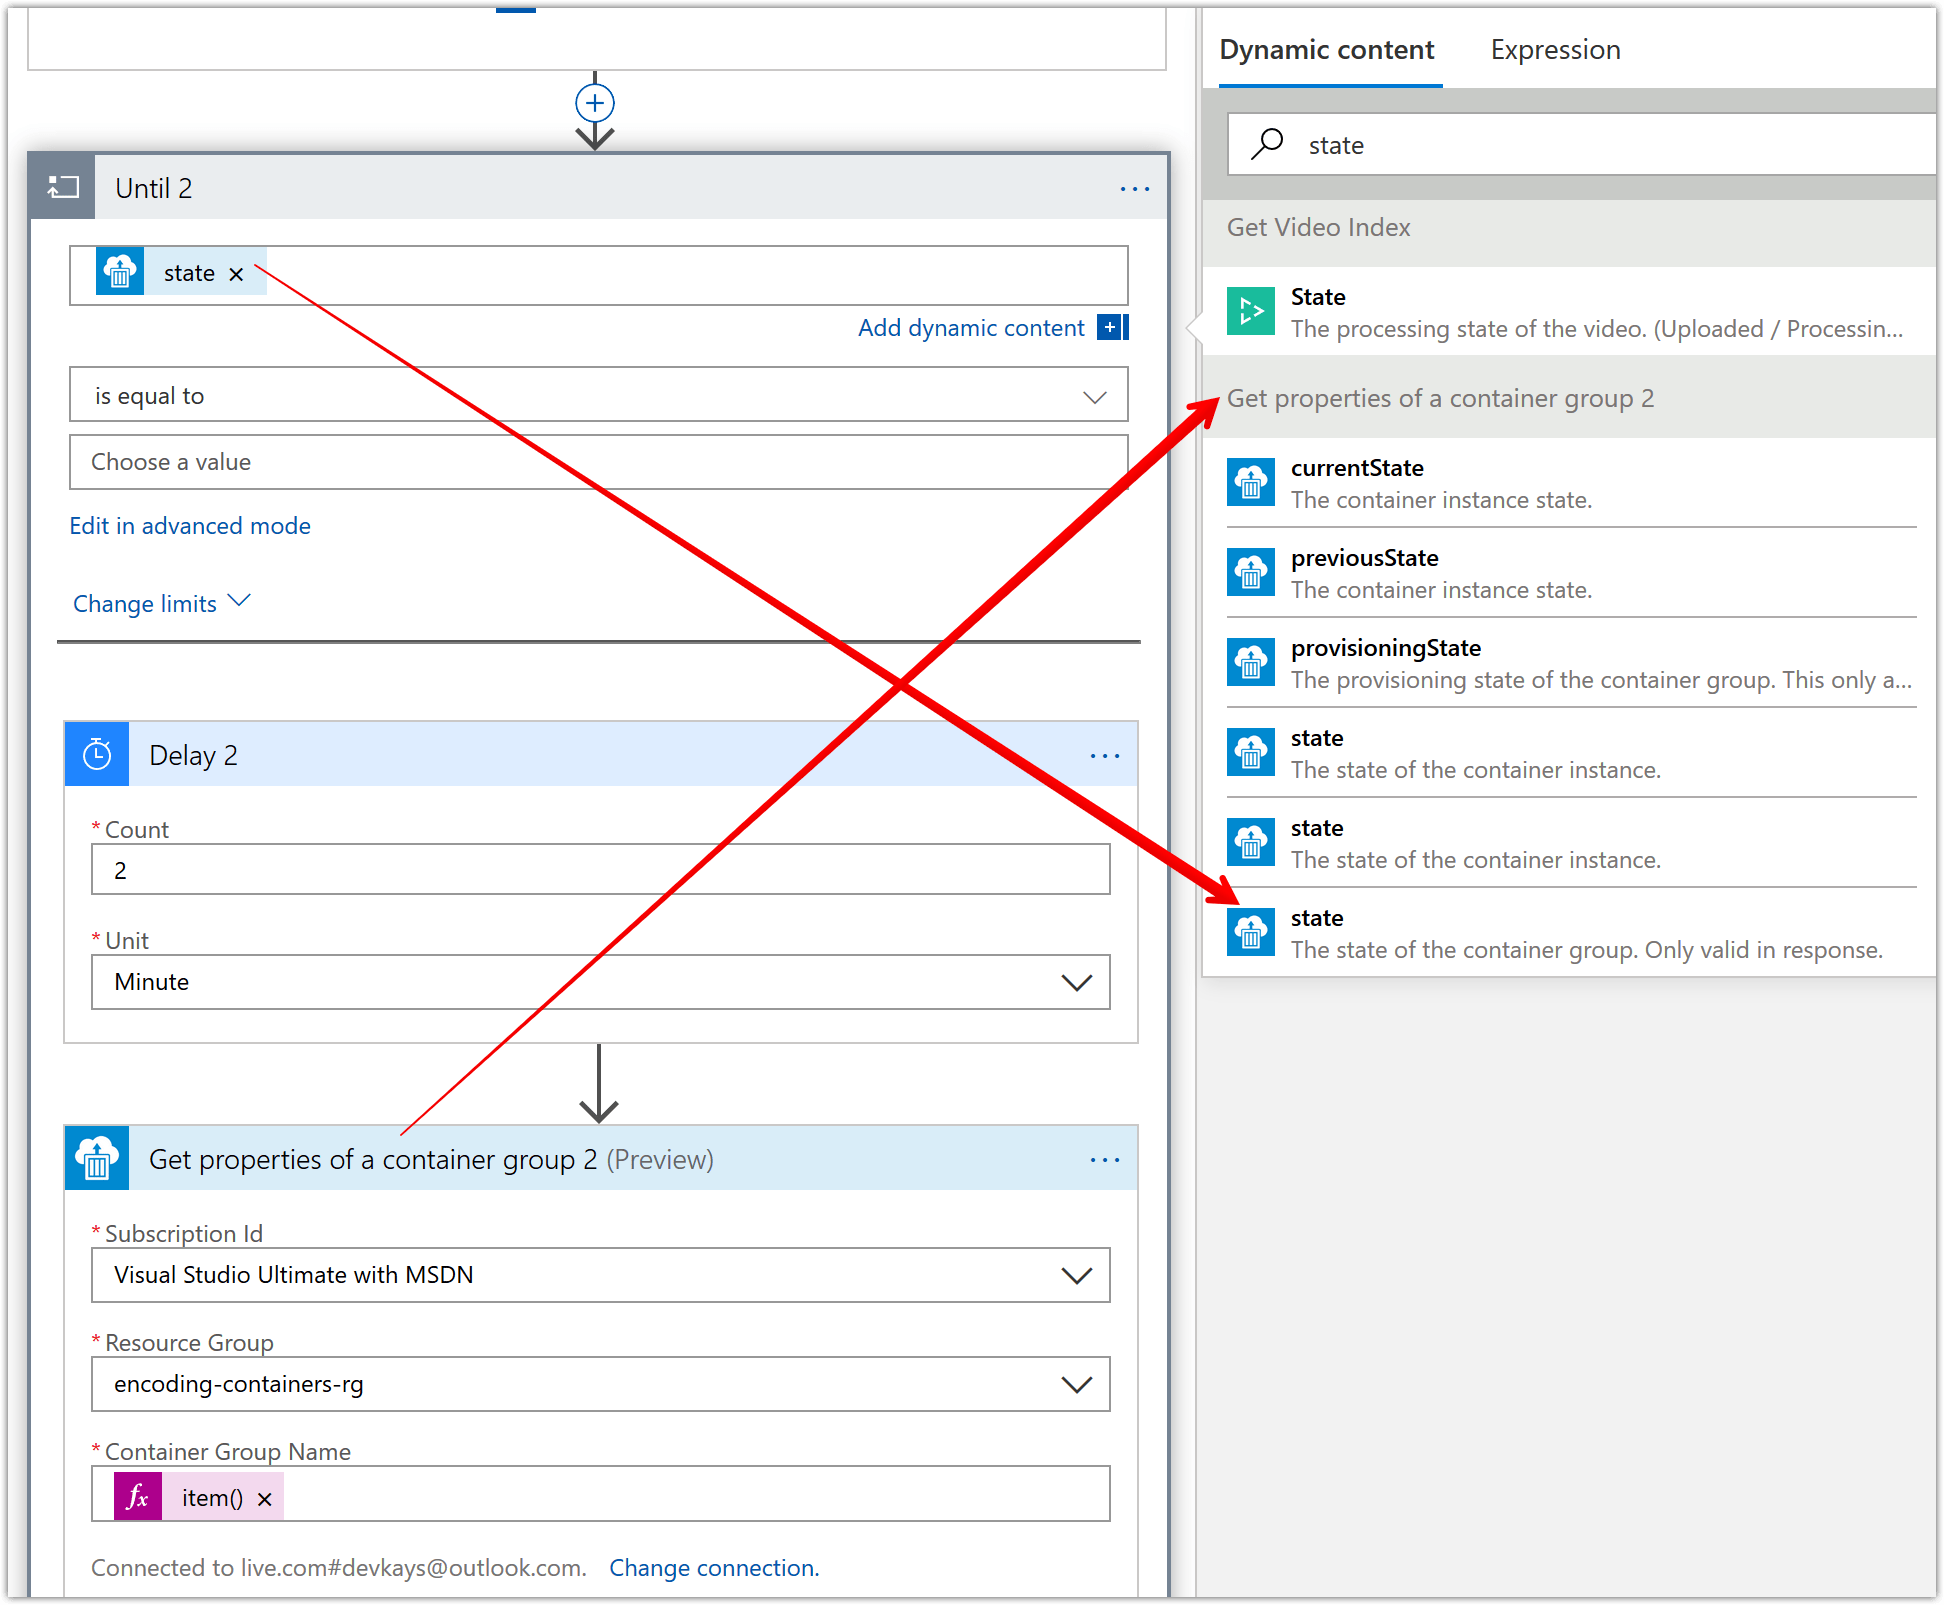 Until 2
state ×
Add dynamic content
is equal to
Choose a value
Edit in advanced mode
Change limits
Delay 2
* Count
2
* Unit
Minute
Get properties of a container group 2 (Preview)
* Subscription Id
Visual Studio Ultimate with MSDN
* Resource Group
encoding-containers-rg
* Container Group Name
fx item() ×
Connected to live.com#devkays@outlook.com. Change connection.
Dynamic content Expression
state
Get Video Index
State
The processing state of the video. (Uploaded / Processin...
Get properties of a container group 2
currentState
The container instance state.
previousState
The container instance state.
provisioningState
The provisioning state of the container group. This only a...
state
The state of the container instance.
state
The state of the container instance.
state
The state of the container group. Only valid in response.